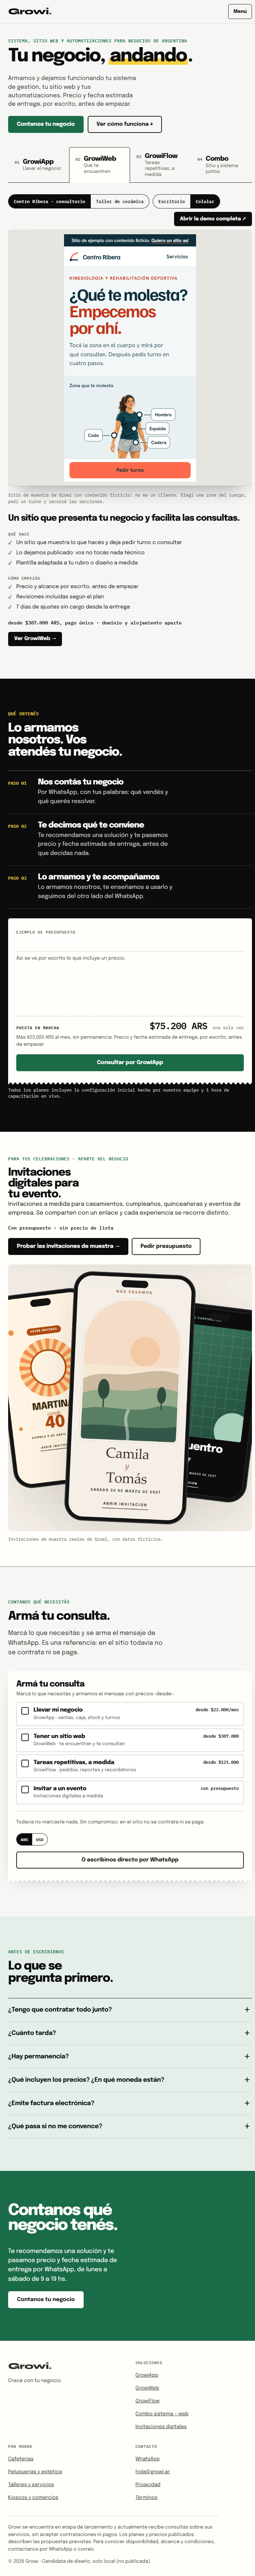 Growi.
Menú
SISTEMA, SITIO WEB Y AUTOMATIZACIONES PARA NEGOCIOS DE ARGENTINA
Tu negocio, andando.
Armamos y dejamos funcionando tu sistema
de gestión, tu sitio web y tus
automatizaciones. Precio y fecha estimada
de entrega, por escrito, antes de empezar.
Contanos tu negocio
Ver cómo funciona ↓
01 GrowiApp
Llevar el negocio
02 GrowiWeb
Que te
encuentren
03 GrowiFlow
Tareas
repetitivas, a
medida
04 Combo
Sitio y sistema
juntos
Centro Ribera · consultorio
Taller de cerámica
Escritorio
Celular
Abrir la demo completa ↗
Sitio de ejemplo con contenido ficticio. Quiero un sitio así
Centro Ribera
Servicios
KINESIOLOGÍA Y REHABILITACIÓN DEPORTIVA
¿Qué te molesta?
Empecemos
por ahí.
Tocá la zona en el cuerpo y mirá por
qué consultan. Después pedís turno en
cuatro pasos.
Zona que te molesta
Hombro
Espalda
Codo
Cadera
Pedir turno
Sitio de muestra de Growi con contenido ficticio: no es un cliente. Elegí una zona del cuerpo,
pedí un turno y recorré las secciones.
Un sitio que presenta tu negocio y facilita las consultas.
QUÉ HACE
✓ Un sitio que muestra lo que hacés y deja pedir turno o consultar
✓ Lo dejamos publicado: vos no tocás nada técnico
✓ Plantilla adaptada a tu rubro o diseño a medida
CÓMO EMPEZÁS
✓ Precio y alcance por escrito, antes de empezar
✓ Revisiones incluidas según el plan
✓ 7 días de ajustes sin cargo desde la entrega
desde $307.000 ARS, pago único · dominio y alojamiento aparte
Ver GrowiWeb →
QUÉ OBTENÉS
Lo armamos
nosotros. Vos
atendés tu negocio.
PASO 01
Nos contás tu negocio
Por WhatsApp, con tus palabras: qué vendés y
qué querés resolver.
PASO 02
Te decimos qué te conviene
Te recomendamos una solución y te pasamos
precio y fecha estimada de entrega, antes de
que decidas nada.
PASO 03
Lo armamos y te acompañamos
Lo armamos nosotros, te enseñamos a usarlo y
seguimos del otro lado del WhatsApp.
EJEMPLO DE PRESUPUESTO
Así se ve por escrito lo que incluye un precio.
PUESTA EN MARCHA
$75.200 ARS una sola vez
Más $23.000 ARS al mes, sin permanencia. Precio y fecha estimada de entrega, por escrito, antes
de empezar.
Consultar por GrowiApp
Todos los planes incluyen la configuración inicial hecha por nuestro equipo y 1 hora de
capacitación en vivo.
PARA TUS CELEBRACIONES · APARTE DEL NEGOCIO
Invitaciones
digitales para
tu evento.
Invitaciones a medida para casamientos, cumpleaños, quinceañeras y eventos de
empresa. Se comparten con un enlace y cada experiencia se recorre distinto.
Con presupuesto · sin precio de lista
Probar las invitaciones de muestra →
Pedir presupuesto
40
Camila
y
Tomás
SÁBADO 20 DE MARZO DE 2027
ABRIR INVITACIÓN
Invitaciones de muestra reales de Growi, con datos ficticios.
CONTANOS QUÉ NECESITÁS
Armá tu consulta.
Marcá lo que necesitás y se arma el mensaje de
WhatsApp. Es una referencia: en el sitio todavía no
se contrata ni se paga.
Armá tu consulta
Marcá lo que necesitás y armamos el mensaje con precios «desde».
Llevar mi negocio
desde $23.000/mes
GrowiApp · ventas, caja, stock y turnos
Tener un sitio web
desde $307.000
GrowiWeb · te encuentran y te consultan
Tareas repetitivas, a medida
desde $121.000
GrowiFlow · pedidos, reportes y recordatorios
Invitar a un evento
con presupuesto
Invitaciones digitales a medida
Todavía no marcaste nada. Sin compromiso: en el sitio no se contrata ni se paga.
ARS
USD
O escribinos directo por WhatsApp
ANTES DE ESCRIBIRNOS
Lo que se
pregunta primero.
¿Tengo que contratar todo junto? +
¿Cuánto tarda? +
¿Hay permanencia? +
¿Qué incluyen los precios? ¿En qué moneda están? +
¿Emite factura electrónica? +
¿Qué pasa si no me convence? +
Contanos qué
negocio tenés.
Te recomendamos una solución y te
pasamos precio y fecha estimada de
entrega por WhatsApp, de lunes a
sábado de 9 a 19 hs.
Contanos tu negocio
Growi.
Crecé con tu negocio.
SOLUCIONES
GrowiApp
GrowiWeb
GrowiFlow
Combo sistema + web
Invitaciones digitales
POR RUBRO
Cafeterías
Peluquerías y estética
Talleres y servicios
Kioscos y comercios
CONTACTO
WhatsApp
hola@growi.ar
Privacidad
Términos
Growi se encuentra en etapa de lanzamiento y actualmente recibe consultas sobre sus
servicios, sin aceptar contrataciones ni pagos. Los planes y precios publicados
describen las propuestas previstas. Para conocer disponibilidad, alcance y condiciones,
contactanos por WhatsApp o correo.
© 2026 Growi · Candidata de diseño, solo local (no publicada).